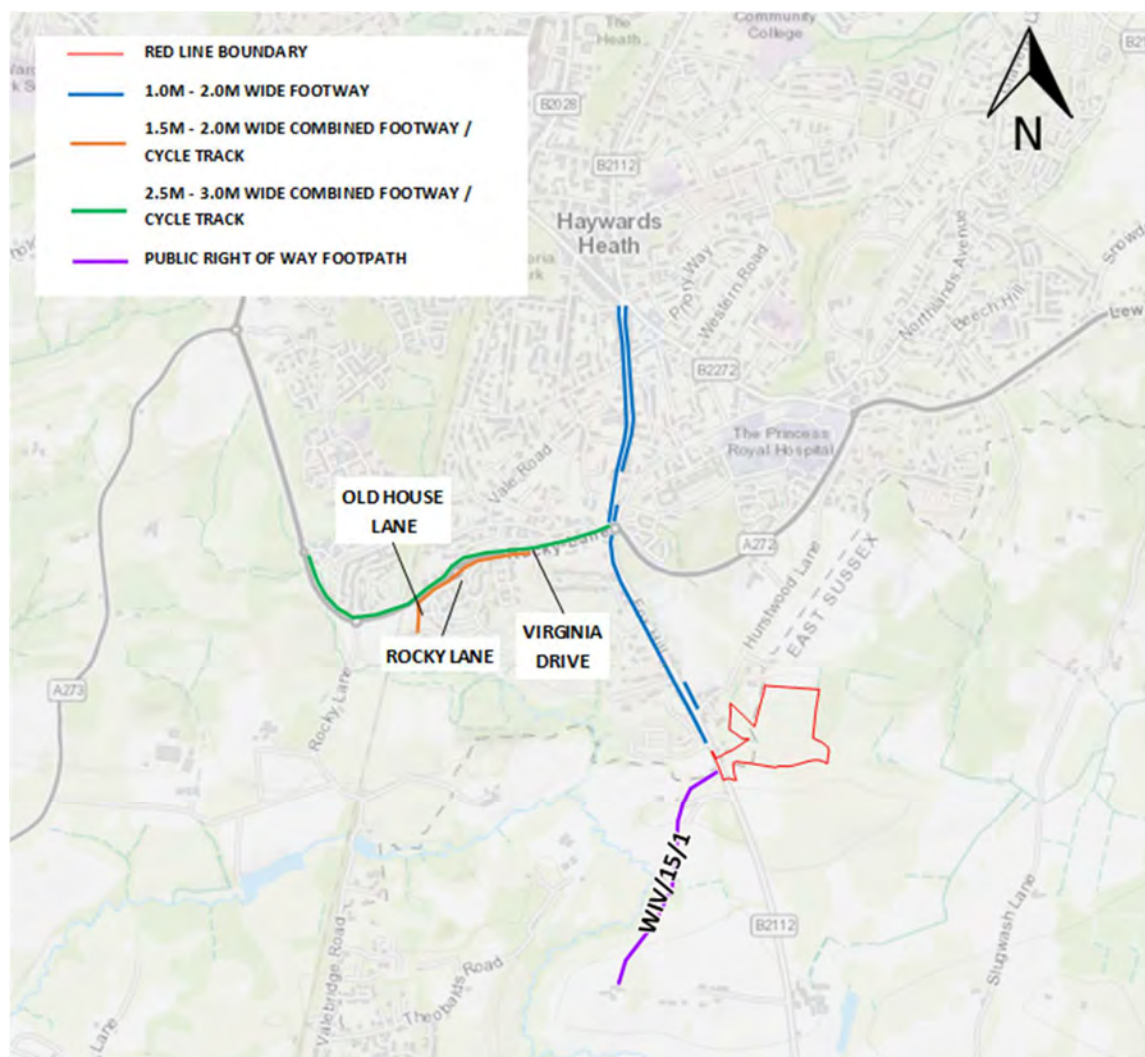 RED LINE BOUNDARY
1.0M - 2.0M WIDE FOOTWAY
1.5M - 2.0M WIDE COMBINED FOOTWAY /
CYCLE TRACK
2.5M - 3.0M WIDE COMBINED FOOTWAY /
CYCLE TRACK
PUBLIC RIGHT OF WAY FOOTPATH
The
Heath
Community
College
N
B2028
B2112
Haywards
Heath
Priory Way
Western Road
Northlands Avenue
Beech Hill
B2272
The Princess
Royal Hospital
Vale Road
OLD HOUSE
LANE
A272
Hurstwood Lane
EAST SUSSEX
Fox Hill
VIRGINIA
DRIVE
ROCKY LANE
A273
Rocky Lane
WIV/15/1
B2112
Slugwash Lane
Valebridge Road
Theobalds Road
Lane